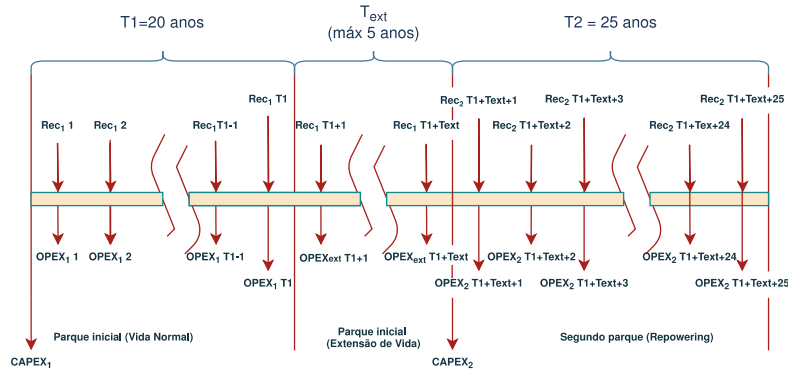 T1=20 anos
T_ext
(máx 5 anos)
T2 = 25 anos
Rec₁ 1
Rec₁ 2
Rec₁T1-1
Rec₁ T1
Rec₁ T1+1
Rec₁ T1+Text
Rec₂ T1+Text+1
Rec₂ T1+Text+2
Rec₂ T1+Text+3
Rec₂ T1+Tex+24
Rec₂ T1+Text+25
OPEX₁ 1
OPEX₁ 2
OPEX₁ T1-1
OPEX₁ T1
OPEX_ext T1+1
OPEX_ext T1+Text
OPEX₂ T1+Text+1
OPEX₂ T1+Text+2
OPEX₂ T1+Text+3
OPEX₂ T1+Text+24
OPEX₂ T1+Text+25
Parque inicial (Vida Normal)
Parque inicial
(Extensão de Vida)
Segundo parque (Repowering)
CAPEX₁
CAPEX₂